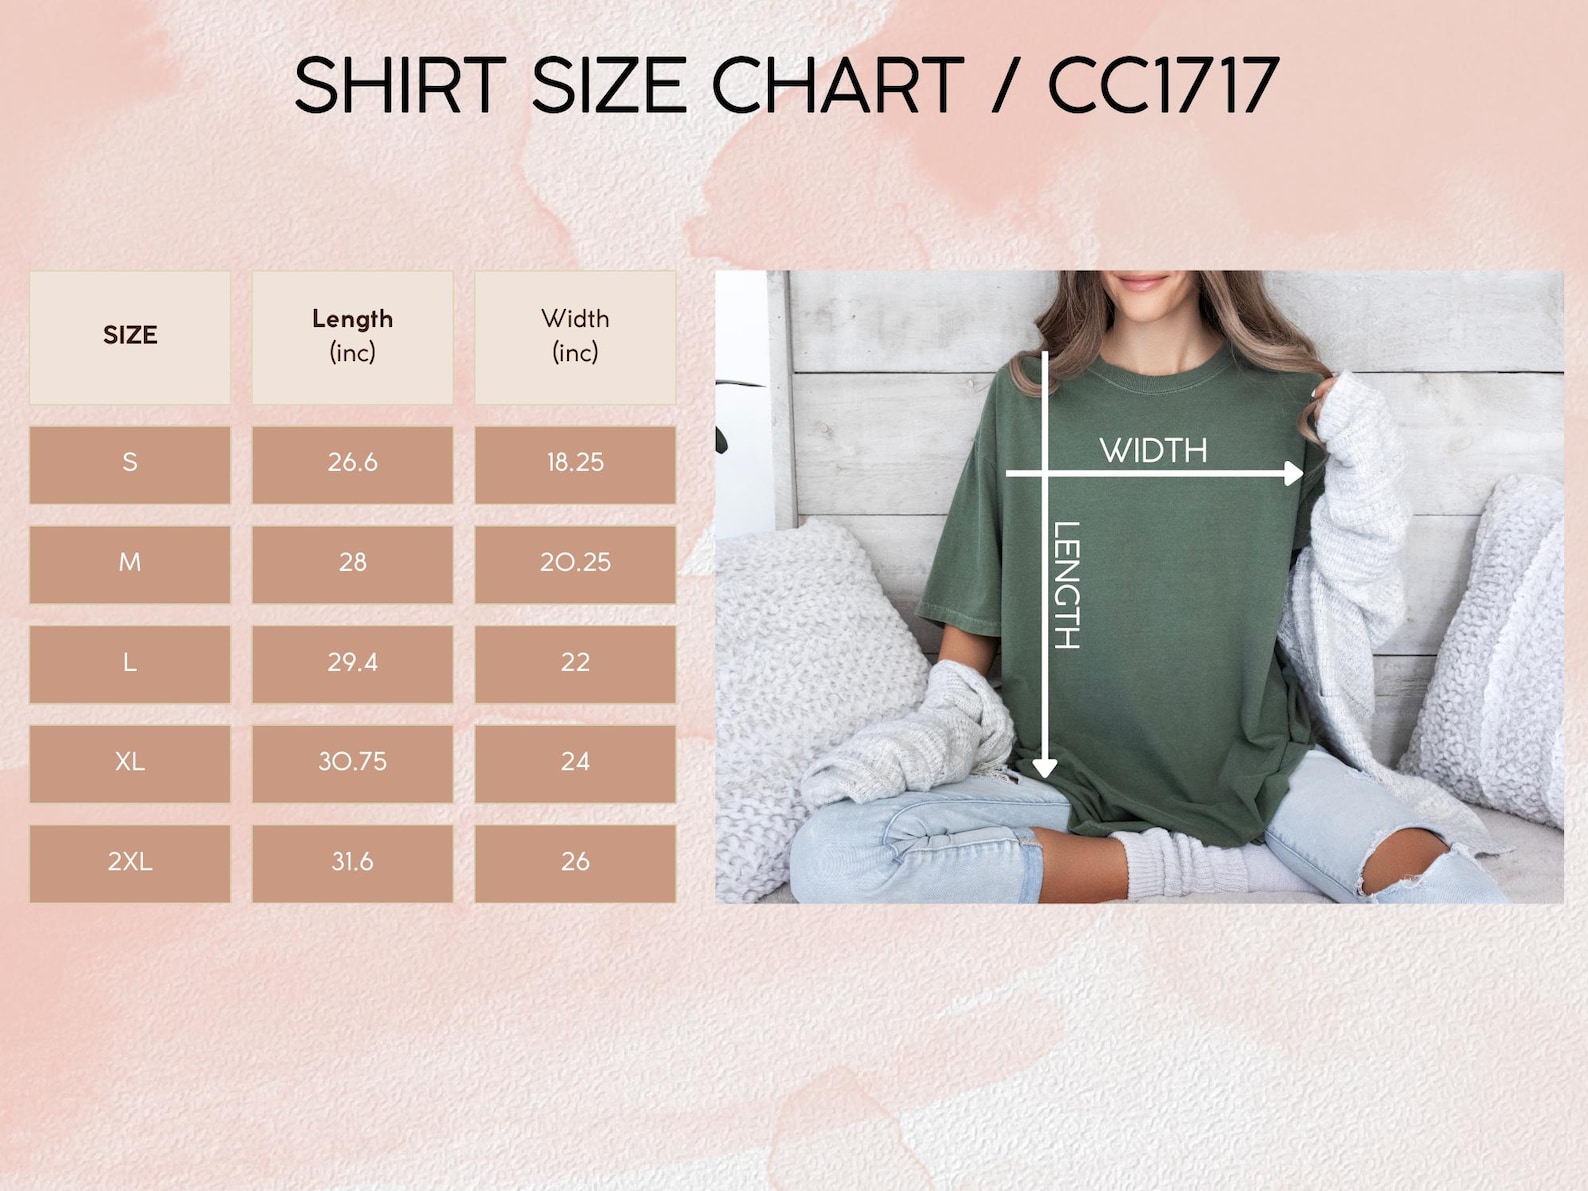 SHIRT SIZE CHART / CC1717
SIZE
Length
(inc)
Width
(inc)
S
26.6
18.25
M
28
20.25
L
29.4
22
XL
30.75
24
2XL
31.6
26
WIDTH
LENGTH